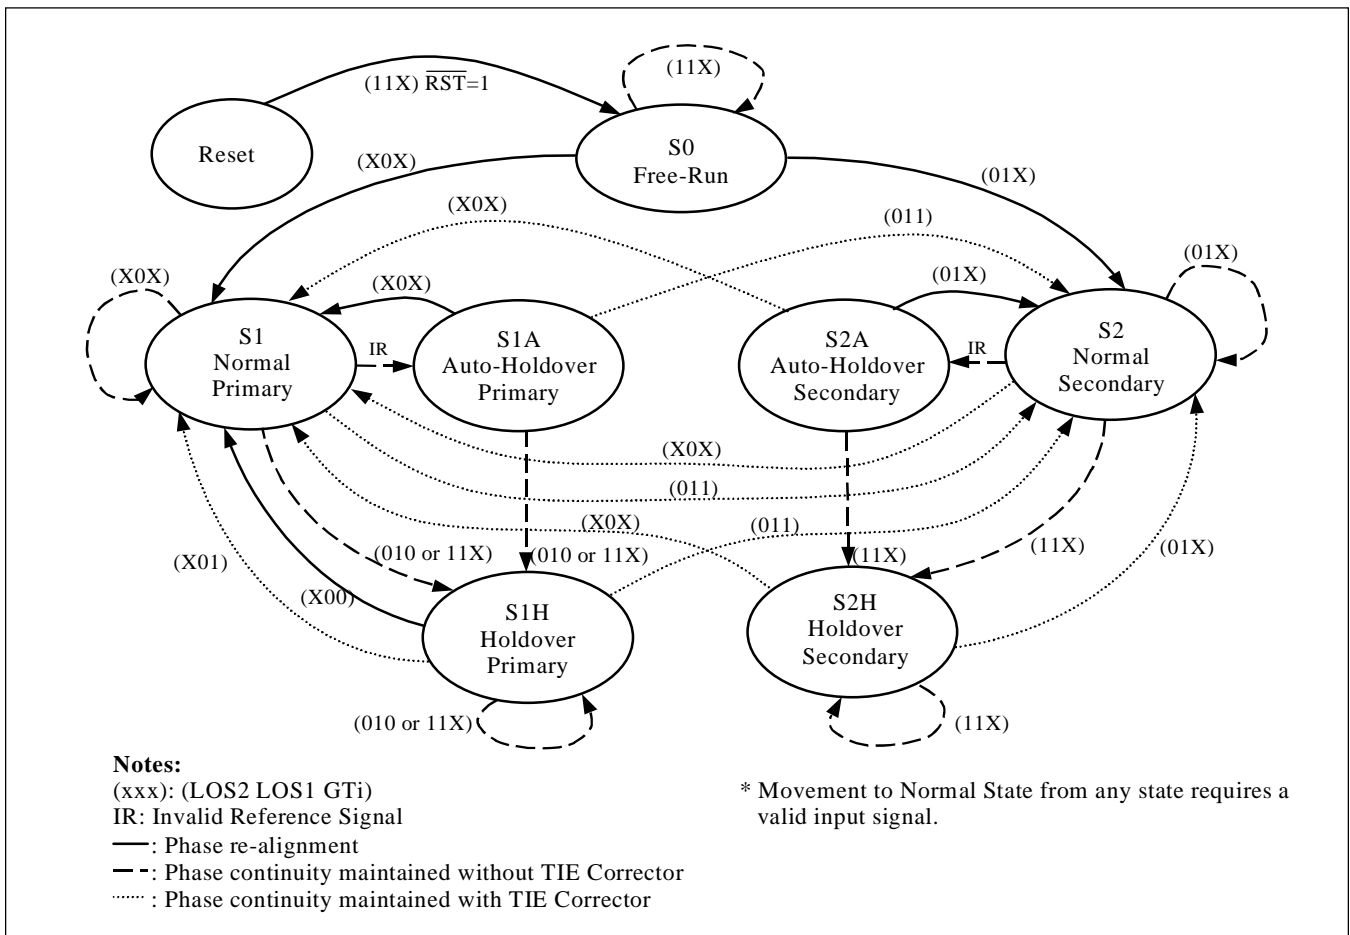 (11X) RST=1
(11X)
Reset
S0
Free-Run
(X0X)
(01X)
(X0X)
(011)
(X0X)
(X0X)
(01X)
(01X)
S1
Normal
Primary
IR
S1A
Auto-Holdover
Primary
S2A
Auto-Holdover
Secondary
IR
S2
Normal
Secondary
(X0X)
(011)
(X0X)
(011)
(010 or 11X)
(010 or 11X)
(11X)
(11X)
(01X)
(X01)
(X00)
S1H
Holdover
Primary
S2H
Holdover
Secondary
(010 or 11X)
(11X)
Notes:
(xxx): (LOS2 LOS1 GTi)
IR: Invalid Reference Signal
: Phase re-alignment
: Phase continuity maintained without TIE Corrector
: Phase continuity maintained with TIE Corrector
* Movement to Normal State from any state requires a
valid input signal.